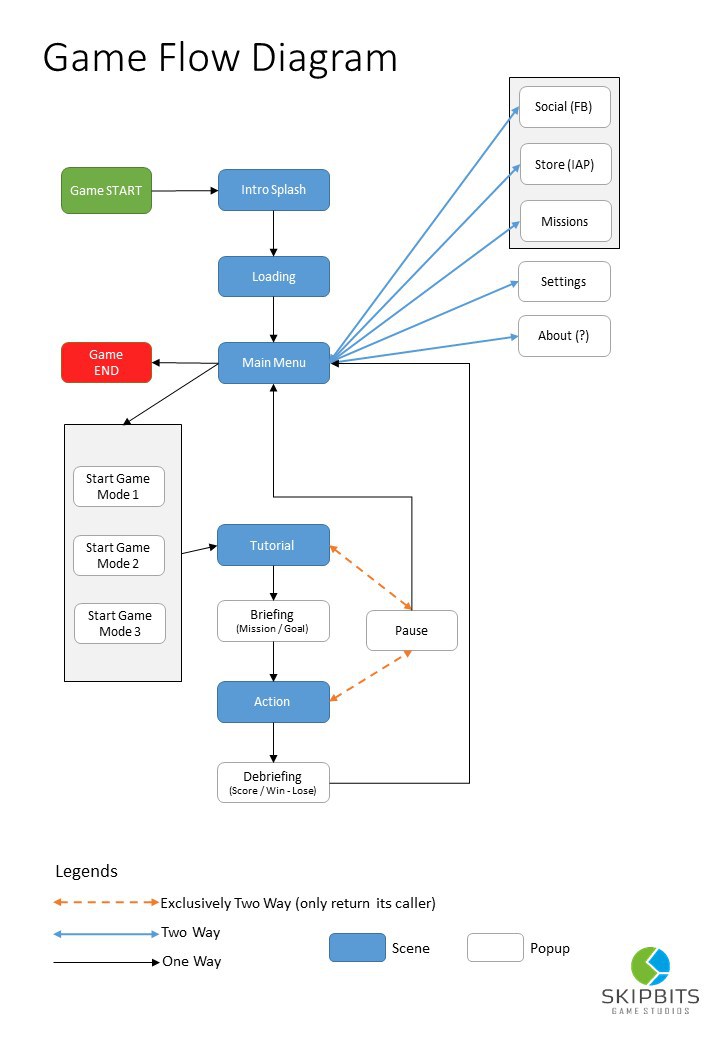 Game Flow Diagram
Social (FB)
Store (IAP)
Missions
Settings
About (?)
Game START
Intro Splash
Loading
Game
END
Main Menu
Start Game
Mode 1
Start Game
Mode 2
Start Game
Mode 3
Tutorial
Briefing
(Mission / Goal)
Pause
Action
Debriefing
(Score / Win - Lose)
Legends
Exclusively Two Way (only return its caller)
Two Way
One Way
Scene
Popup
SKIPBITS
GAME STUDIOS